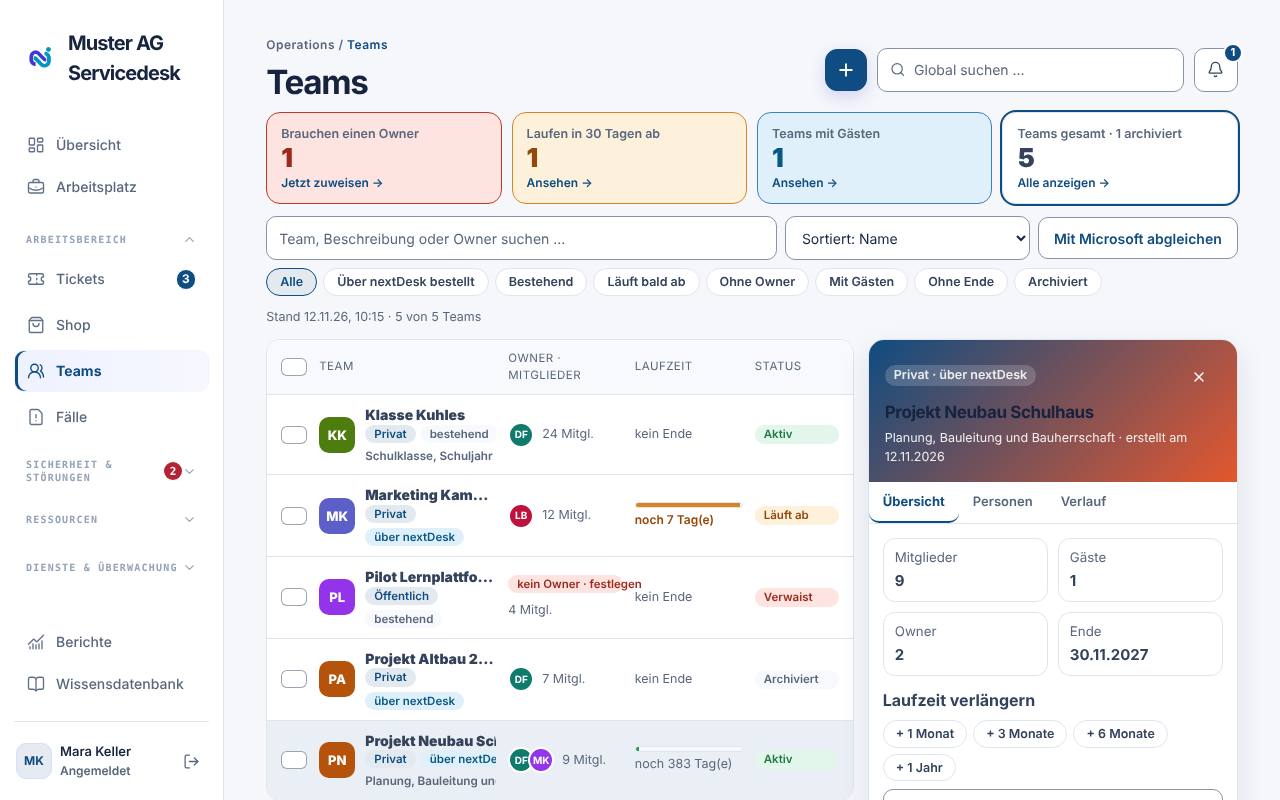 Muster AG
Servicedesk
Übersicht
Arbeitsplatz
ARBEITSBEREICH
Tickets 3
Shop
Teams
Fälle
SICHERHEIT &
STÖRUNGEN 2
RESSOURCEN
DIENSTE & ÜBERWACHUNG
Berichte
Wissensdatenbank
MK Mara Keller
Angemeldet
Operations / Teams
Teams
+ Global suchen ... 1
Brauchen einen Owner
1
Jetzt zuweisen →
Laufen in 30 Tagen ab
1
Ansehen →
Teams mit Gästen
1
Ansehen →
Teams gesamt · 1 archiviert
5
Alle anzeigen →
Team, Beschreibung oder Owner suchen ... Sortiert: Name Mit Microsoft abgleichen
Alle Über nextDesk bestellt Bestehend Läuft bald ab Ohne Owner Mit Gästen Ohne Ende Archiviert
Stand 12.11.26, 10:15 · 5 von 5 Teams
TEAM OWNER · MITGLIEDER LAUFZEIT STATUS
KK Klasse Kuhles
Privat bestehend DF 24 Mitgl. kein Ende Aktiv
Schulklasse, Schuljahr
MK Marketing Kam...
Privat LB 12 Mitgl. noch 7 Tag(e) Läuft ab
über nextDesk
PL Pilot Lernplattfo...
Öffentlich kein Owner · festlegen kein Ende Verwaist
bestehend 4 Mitgl.
PA Projekt Altbau 2...
Privat DF 7 Mitgl. kein Ende Archiviert
über nextDesk
PN Projekt Neubau Sch
Privat über nextDe DF MK 9 Mitgl. noch 383 Tag(e) Aktiv
Planung, Bauleitung un
Privat · über nextDesk ×
Projekt Neubau Schulhaus
Planung, Bauleitung und Bauherrschaft · erstellt am
12.11.2026
Übersicht Personen Verlauf
Mitglieder
9
Gäste
1
Owner
2
Ende
30.11.2027
Laufzeit verlängern
+ 1 Monat + 3 Monate + 6 Monate
+ 1 Jahr